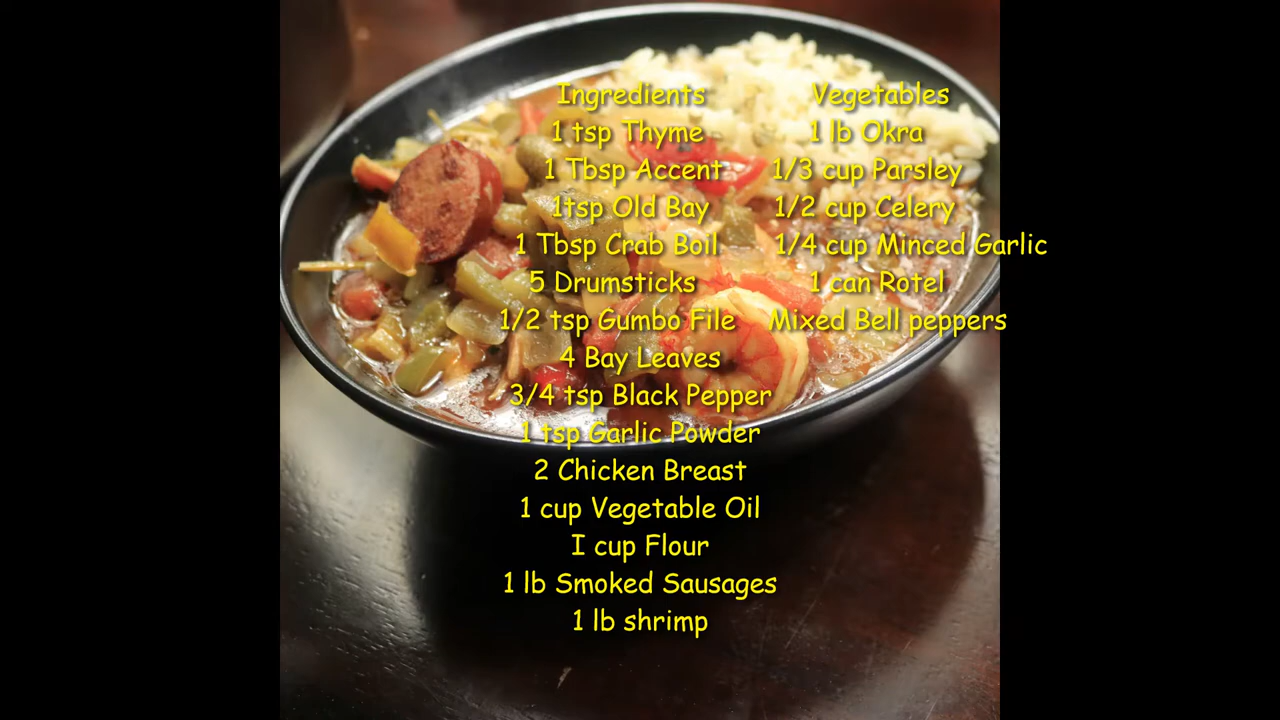 Ingredients
1 tsp Thyme
1 Tbsp Accent
1tsp Old Bay
1 Tbsp Crab Boil
5 Drumsticks
1/2 tsp Gumbo File
4 Bay Leaves
3/4 tsp Black Pepper
1 tsp Garlic Powder
2 Chicken Breast
1 cup Vegetable Oil
I cup Flour
1 lb Smoked Sausages
1 lb shrimp
Vegetables
1 lb Okra
1/3 cup Parsley
1/2 cup Celery
1/4 cup Minced Garlic
1 can Rotel
Mixed Bell peppers